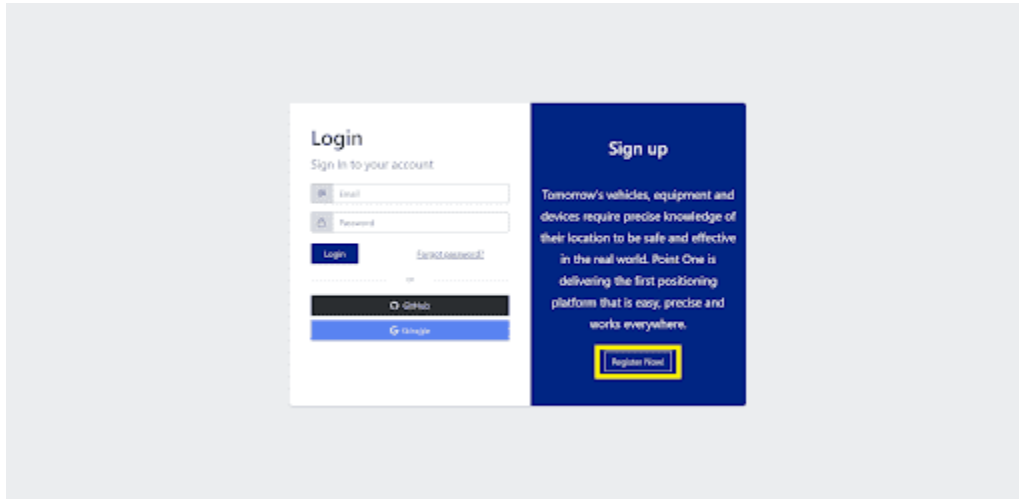 Login
Sign In to your account
Email
Password
Login
Forgot password?
or
GitHub
Google
Sign up
Tomorrow's vehicles, equipment and
devices require precise knowledge of
their location to be safe and effective
in the real world. Point One is
delivering the first positioning
platform that is easy, precise and
works everywhere.
Register Now!